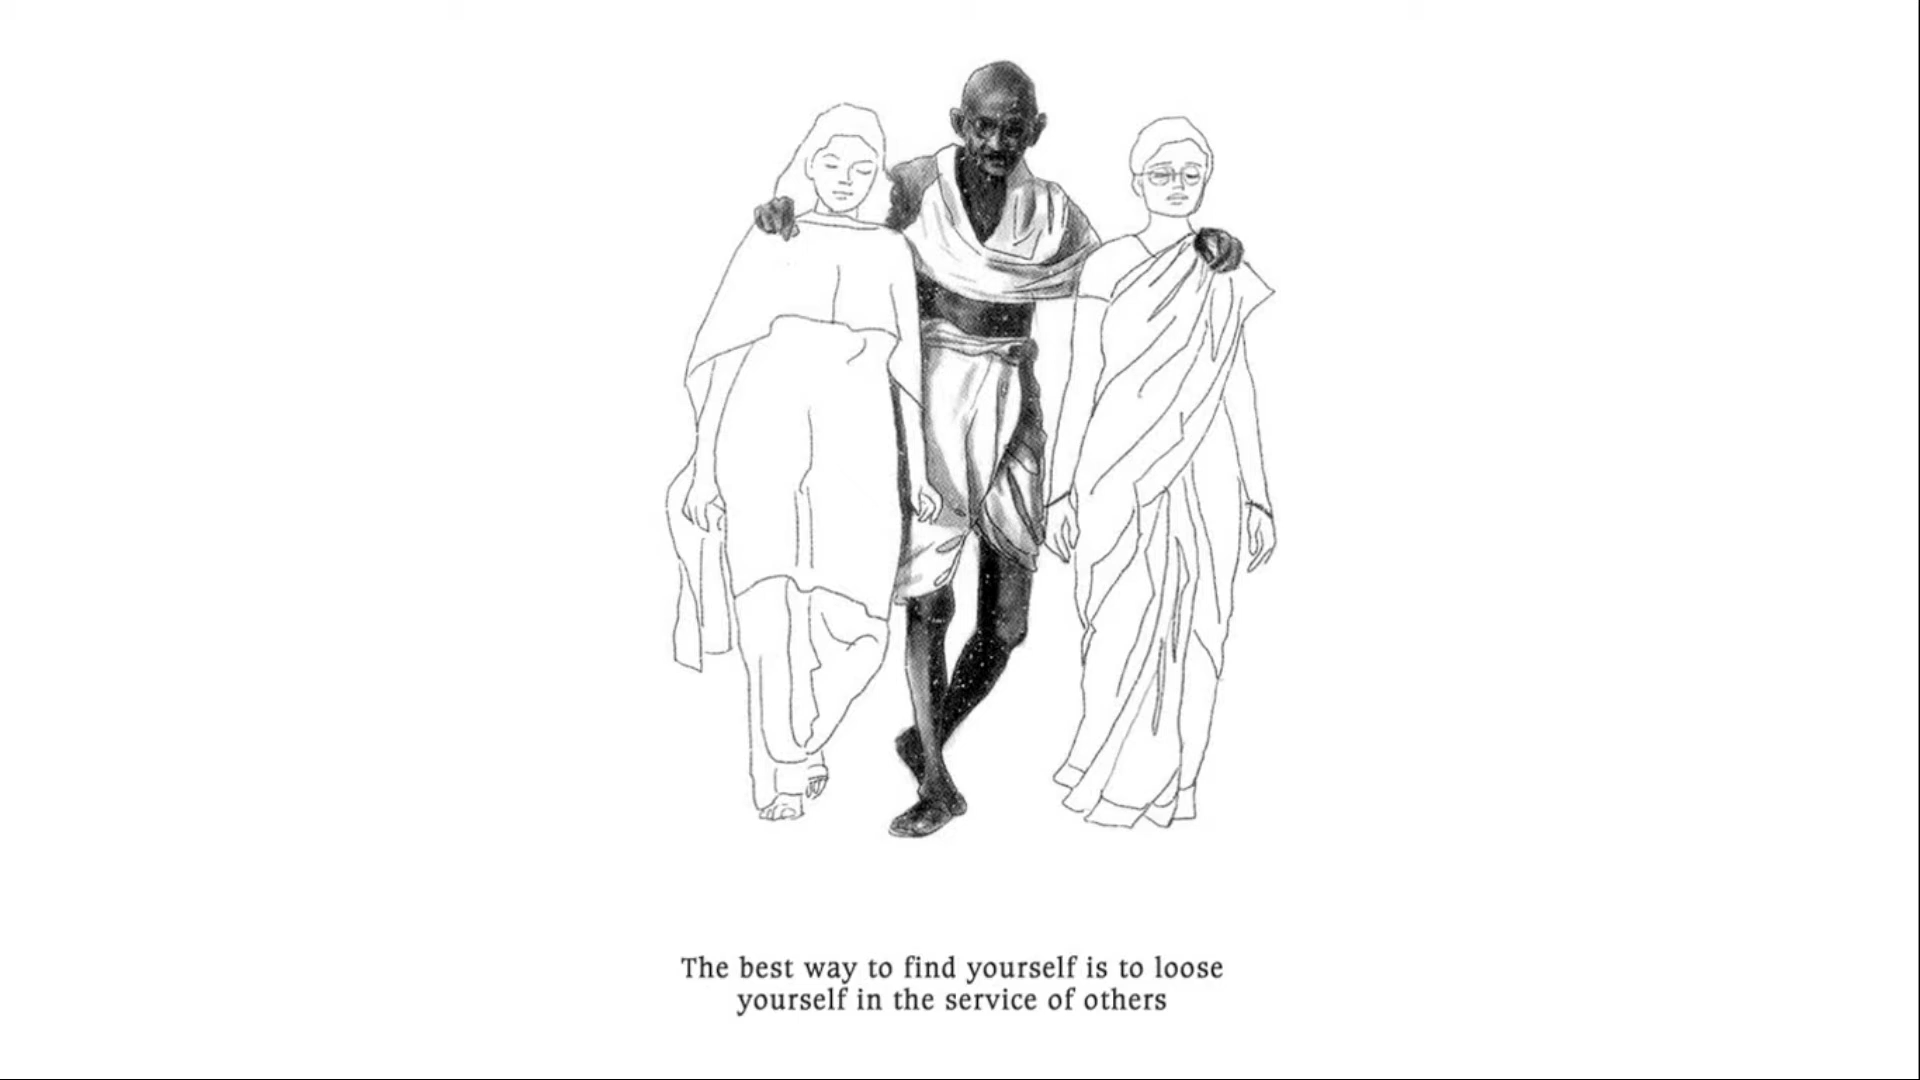 The best way to find yourself is to loose
yourself in the service of others